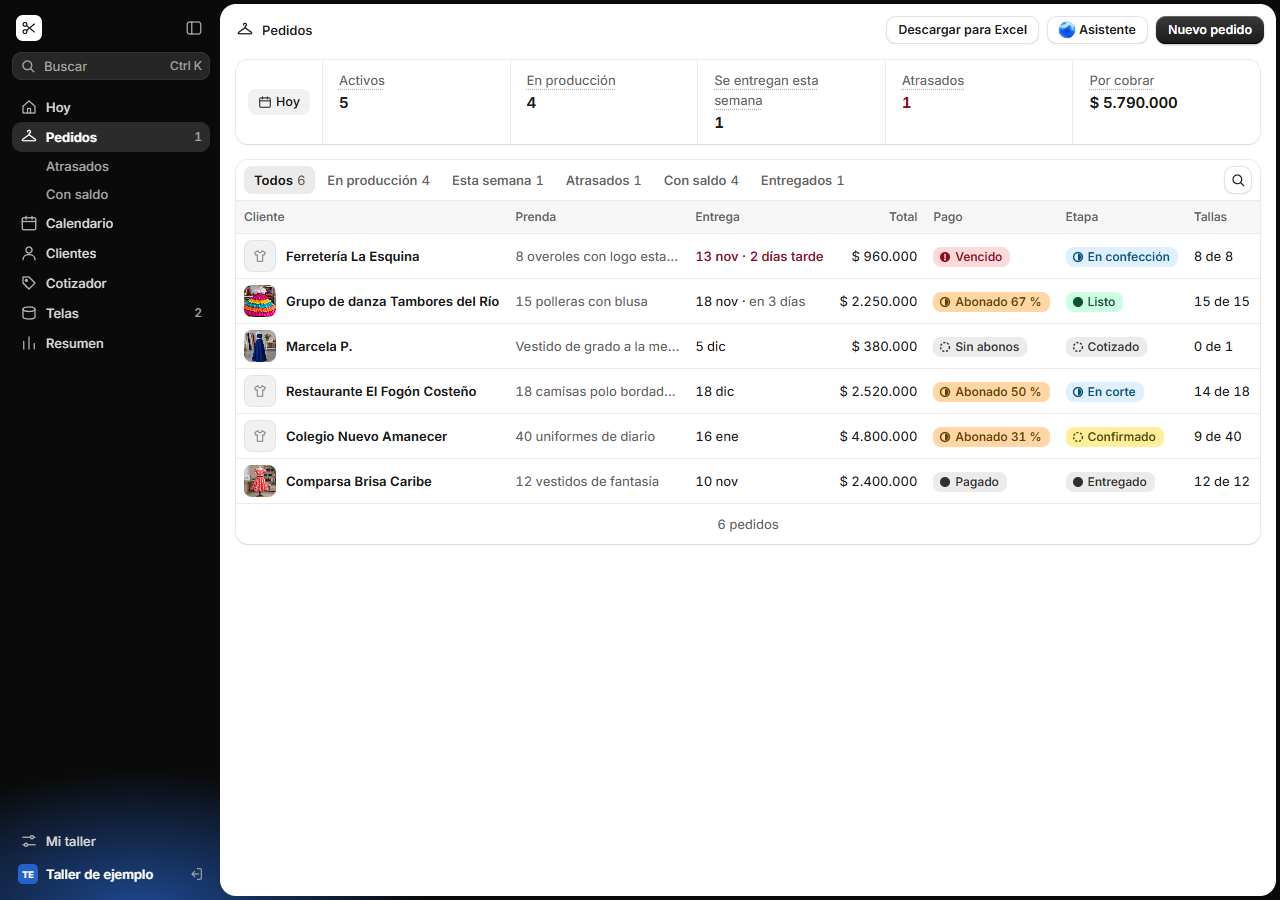 Buscar Ctrl K
Hoy
Pedidos 1
Atrasados
Con saldo
Calendario
Clientes
Cotizador
Telas 2
Resumen
Mi taller
TE Taller de ejemplo
Pedidos
Descargar para Excel Asistente Nuevo pedido
Hoy
Activos
5
En producción
4
Se entregan esta
semana
1
Atrasados
1
Por cobrar
$ 5.790.000
Todos 6 En producción 4 Esta semana 1 Atrasados 1 Con saldo 4 Entregados 1
Cliente Prenda Entrega Total Pago Etapa Tallas
Ferretería La Esquina 8 overoles con logo esta... 13 nov · 2 días tarde $ 960.000 Vencido En confección 8 de 8
Grupo de danza Tambores del Río 15 polleras con blusa 18 nov · en 3 días $ 2.250.000 Abonado 67 % Listo 15 de 15
Marcela P. Vestido de grado a la me... 5 dic $ 380.000 Sin abonos Cotizado 0 de 1
Restaurante El Fogón Costeño 18 camisas polo bordad... 18 dic $ 2.520.000 Abonado 50 % En corte 14 de 18
Colegio Nuevo Amanecer 40 uniformes de diario 16 ene $ 4.800.000 Abonado 31 % Confirmado 9 de 40
Comparsa Brisa Caribe 12 vestidos de fantasía 10 nov $ 2.400.000 Pagado Entregado 12 de 12
6 pedidos